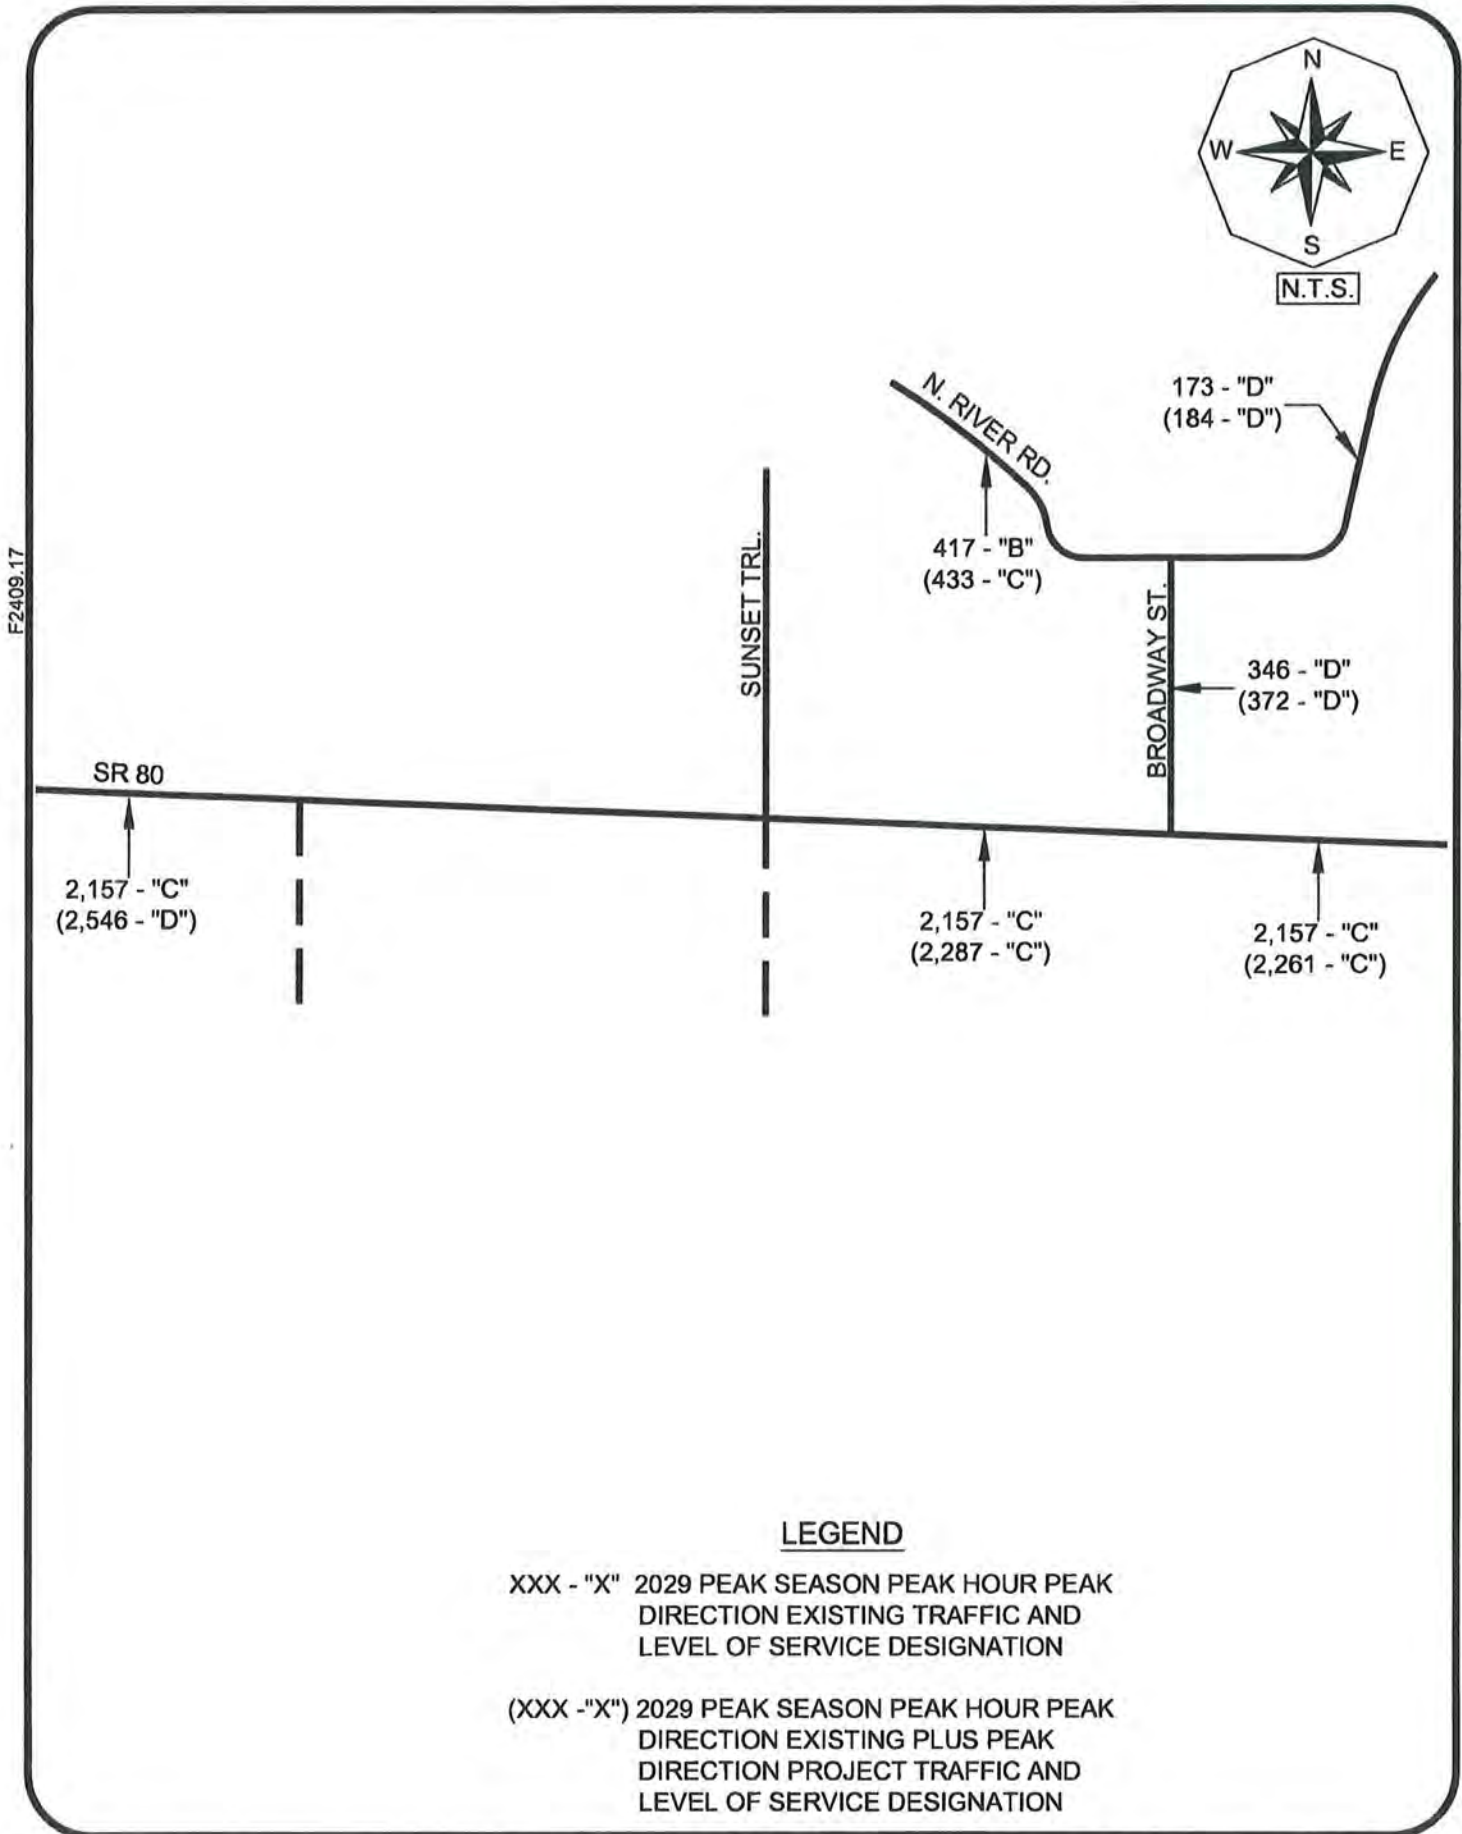 N
W
E
S
N.T.S.
173 - "D"
(184 - "D")
N. RIVER RD.
417 - "B"
(433 - "C")
SUNSET TRL.
F2409.17
BROADWAY ST.
346 - "D"
(372 - "D")
SR 80
2,157 - "C"
(2,546 - "D")
2,157 - "C"
(2,287 - "C")
2,157 - "C"
(2,261 - "C")
LEGEND
XXX - "X" 2029 PEAK SEASON PEAK HOUR PEAK
DIRECTION EXISTING TRAFFIC AND
LEVEL OF SERVICE DESIGNATION
(XXX -"X") 2029 PEAK SEASON PEAK HOUR PEAK
DIRECTION EXISTING PLUS PEAK
DIRECTION PROJECT TRAFFIC AND
LEVEL OF SERVICE DESIGNATION